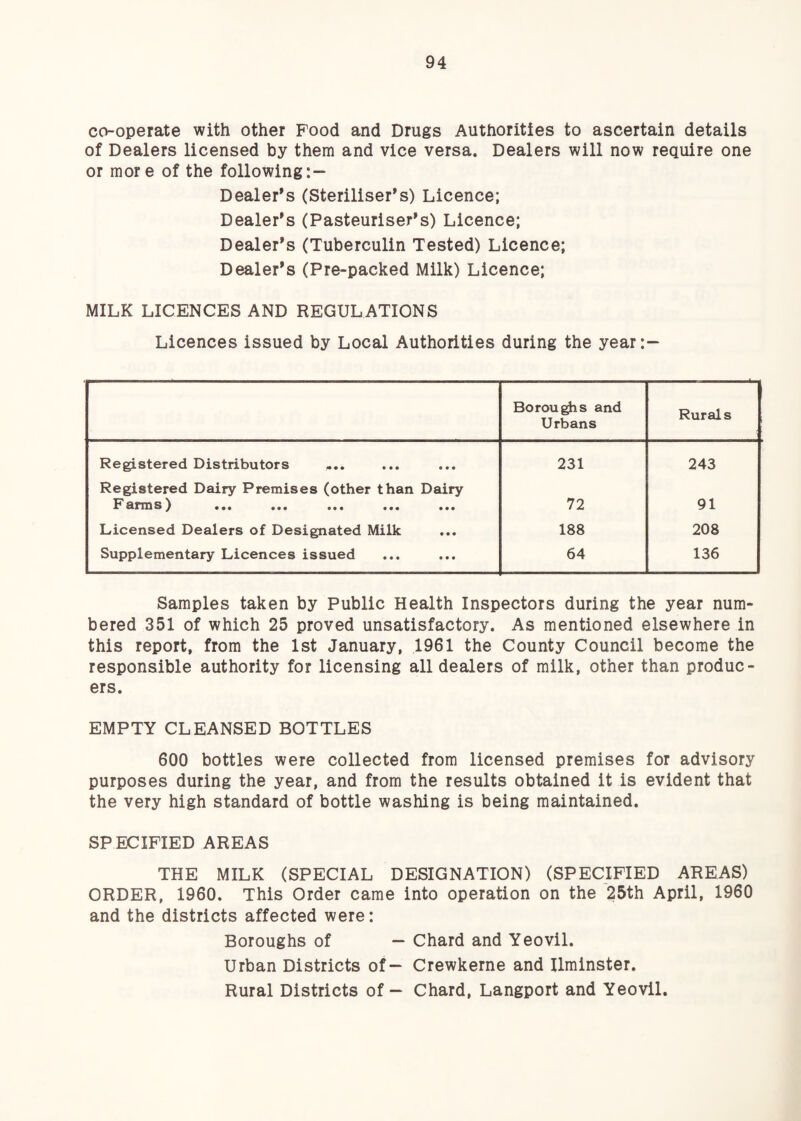 94
co-operate with other Food and Drugs Authorities to ascertain details
of Dealers licensed by them and vice versa. Dealers will now require one
or more of the following:—
Dealer's (Steriliser's) Licence;
Dealer's (Pasteuriser's) Licence;
Dealer's (Tuberculin Tested) Licence;
Dealer's (Pre-packed Milk) Licence;
MILK LICENCES AND REGULATIONS
Licences issued by Local Authorities during the year:—
Boroughs and Urbans Rurals
Registered Distributors ... ... ... 231 243
Registered Dairy Premises (other than Dairy
Farms) ... ... ... ... ... 72 91
Licensed Dealers of Designated Milk ... 188 208
Supplementary Licences issued ... ... 64 136
Samples taken by Public Health Inspectors during the year num-
bered 351 of which 25 proved unsatisfactory. As mentioned elsewhere in
this report, from the 1st January, 1961 the County Council become the
responsible authority for licensing all dealers of milk, other than produc-
ers.
EMPTY CLEANSED BOTTLES
600 bottles were collected from licensed premises for advisory
purposes during the year, and from the results obtained it is evident that
the very high standard of bottle washing is being maintained.
SPECIFIED AREAS
THE MILK (SPECIAL DESIGNATION) (SPECIFIED AREAS)
ORDER, 1960. This Order came into operation on the 25th April, 1960
and the districts affected were:
Boroughs of — Chard and Yeovil.
Urban Districts of — Crewkerne and Ilminster.
Rural Districts of — Chard, Langport and Yeovil.